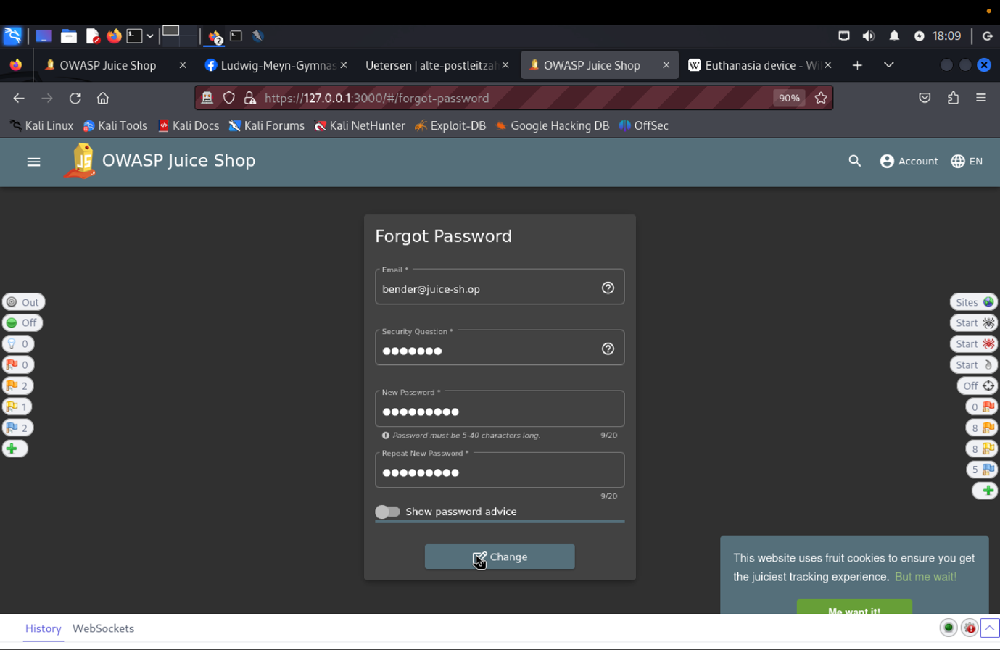 2
18:09
OWASP Juice Shop
Ludwig-Meyn-Gymnas
Uetersen | alte-postleitzah
OWASP Juice Shop
Euthanasia device - Wi
https://127.0.0.1:3000/#/forgot-password
90%
Kali Linux
Kali Tools
Kali Docs
Kali Forums
Kali NetHunter
Exploit-DB
Google Hacking DB
OffSec
OWASP Juice Shop
Account
EN
Forgot Password
Email *
bender@juice-sh.op
Security Question *
New Password *
Password must be 5-40 characters long.
9/20
Repeat New Password *
9/20
Show password advice
Change
Out
Off
0
0
2
1
2
Sites
Start
Start
Start
Off
0
8
8
5
This website uses fruit cookies to ensure you get
the juiciest tracking experience. But me wait!
Me want it!
History
WebSockets